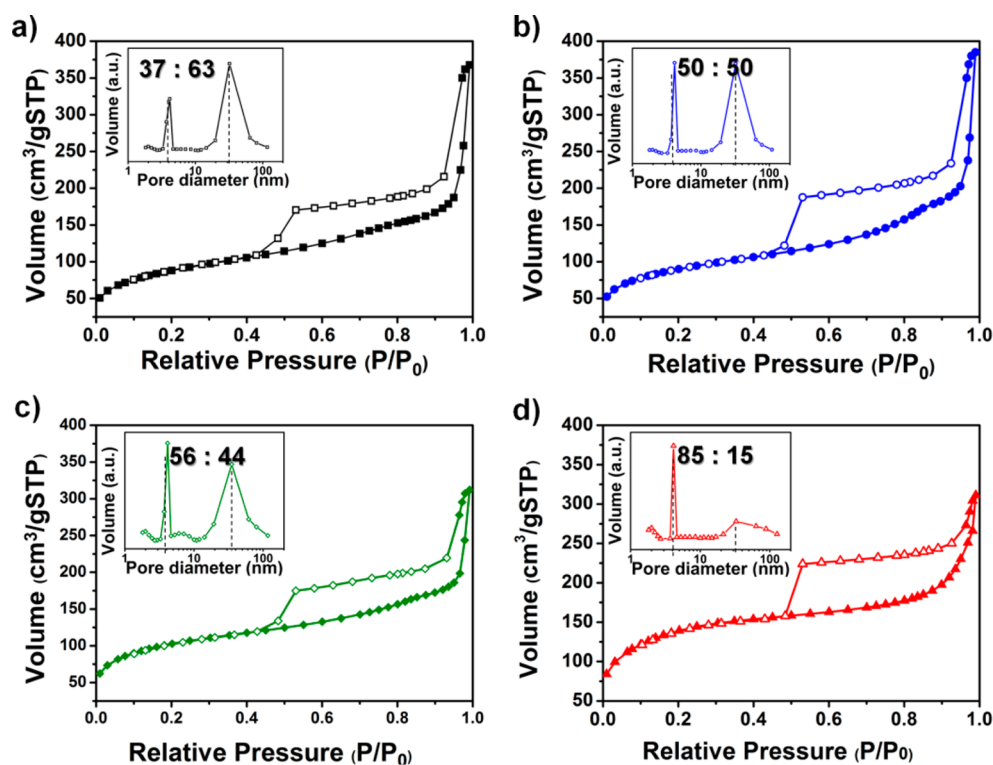 a)
400
350
300
250
200
150
100
50
Volume (cm³/gSTP)
0.0 0.2 0.4 0.6 0.8 1.0
Relative Pressure (P/P₀)
37 : 63
Volume (a.u.)
1 10 100
Pore diameter (nm)
b)
400
350
300
250
200
150
100
50
Volume (cm³/gSTP)
0.0 0.2 0.4 0.6 0.8 1.0
Relative Pressure (P/P₀)
50 : 50
Volume (a.u.)
1 10 100
Pore diameter (nm)
c)
400
350
300
250
200
150
100
50
Volume (cm³/gSTP)
0.0 0.2 0.4 0.6 0.8 1.0
Relative Pressure (P/P₀)
56 : 44
Volume (a.u.)
1 10 100
Pore diameter (nm)
d)
400
350
300
250
200
150
100
50
Volume (cm³/gSTP)
0.0 0.2 0.4 0.6 0.8 1.0
Relative Pressure (P/P₀)
85 : 15
Volume (a.u.)
1 10 100
Pore diameter (nm)